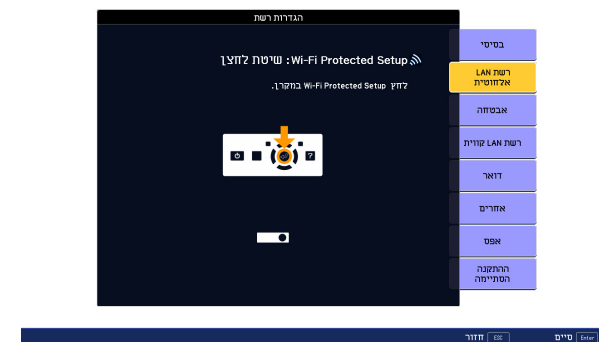 הגדרות רשת
Wi-Fi Protected Setup: שיטת לחצן
לחץ Wi-Fi Protected Setup במקרן.
?
בסיסי
רשת LAN
אלחוטית
אבטחה
רשת LAN קווית
דואר
אחרים
אפס
ההתקנה
הסתיימה
Esc חזור
Enter סיים